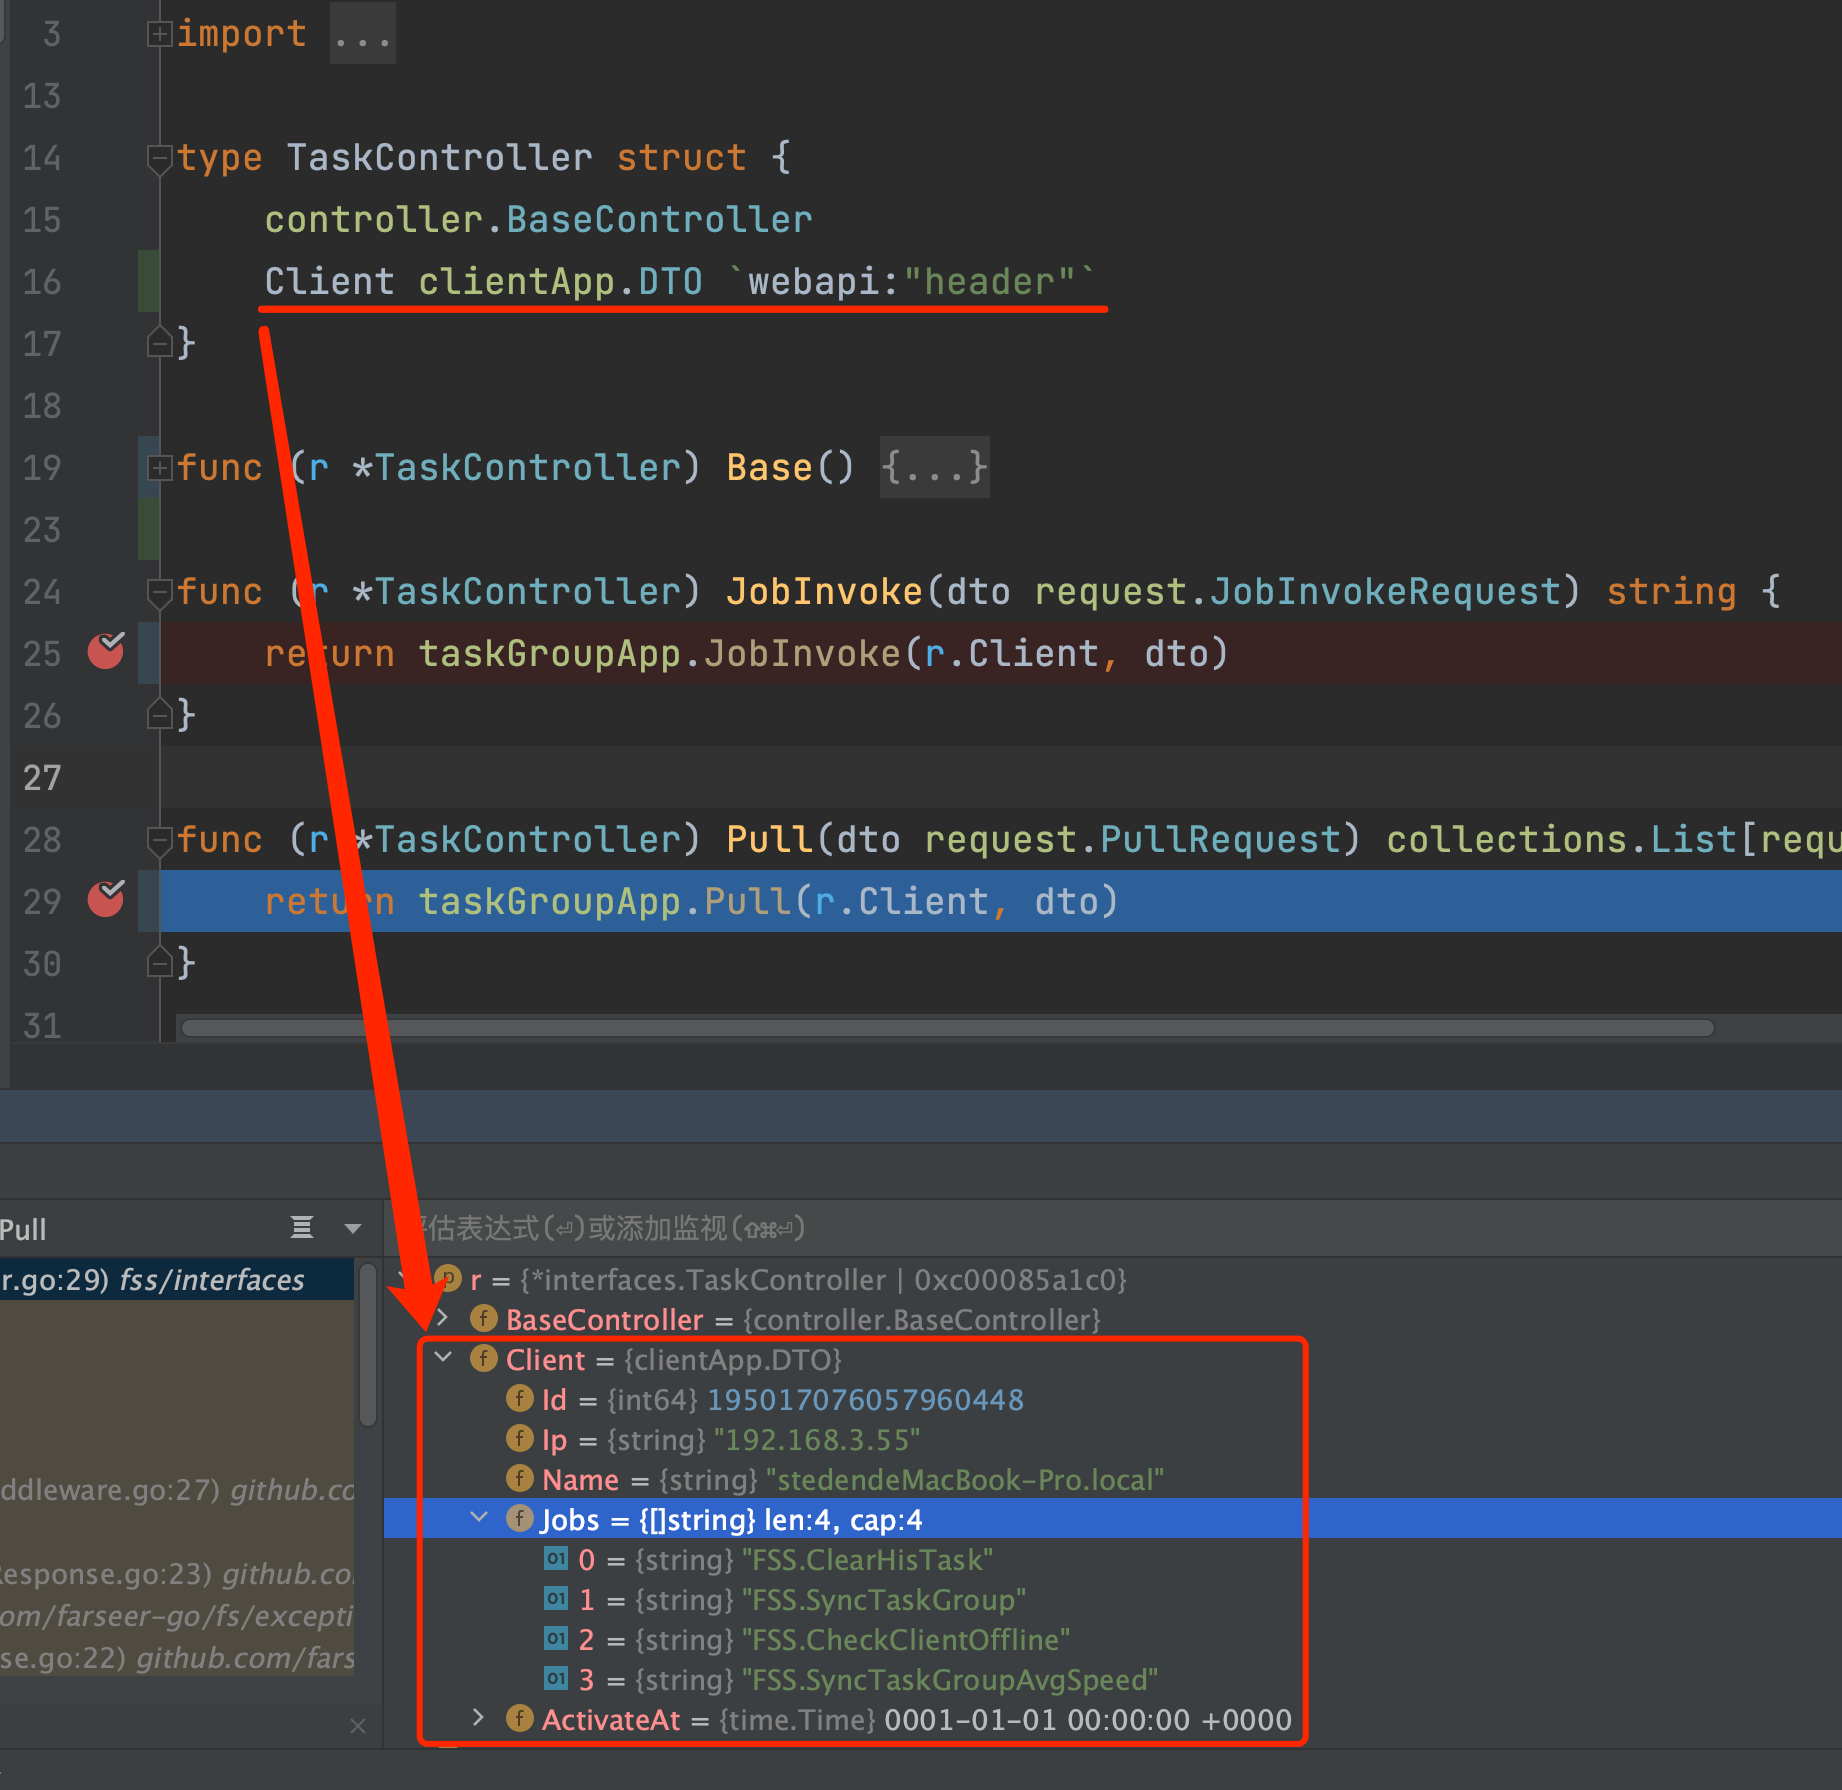 3 import ...
13
14 type TaskController struct {
15 controller.BaseController
16 Client clientApp.DTO `webapi:"header"`
17 }
18
19 func (r *TaskController) Base() {...}
23
24 func (r *TaskController) JobInvoke(dto request.JobInvokeRequest) string {
25 return taskGroupApp.JobInvoke(r.Client, dto)
26 }
27
28 func (r *TaskController) Pull(dto request.PullRequest) collections.List[requ
29 return taskGroupApp.Pull(r.Client, dto)
30 }
31
Pull
估表达式(⏎)或添加监视(⇧⌘⏎)
r.go:29) fss/interfaces
ddleware.go:27) github.co
esponse.go:23) github.co
om/farseer-go/fs/excepti
se.go:22) github.com/fars
r = {*interfaces.TaskController | 0xc00085a1c0}
BaseController = {controller.BaseController}
Client = {clientApp.DTO}
Id = {int64} 195017076057960448
Ip = {string} "192.168.3.55"
Name = {string} "stedendeMacBook-Pro.local"
Jobs = {[]string} len:4, cap:4
0 = {string} "FSS.ClearHisTask"
1 = {string} "FSS.SyncTaskGroup"
2 = {string} "FSS.CheckClientOffline"
3 = {string} "FSS.SyncTaskGroupAvgSpeed"
ActivateAt = {time.Time} 0001-01-01 00:00:00 +0000